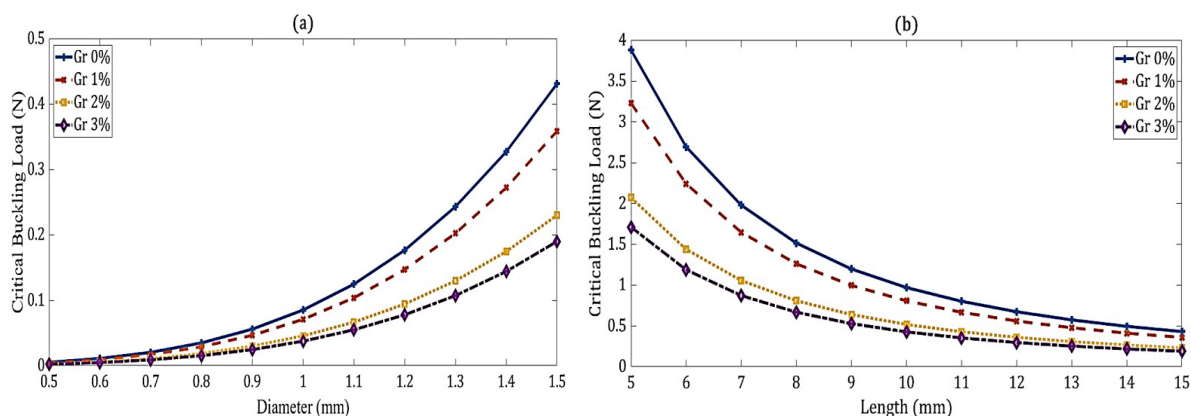 (a)
Critical Buckling Load (N)
0.5
0.4
0.3
0.2
0.1
0
Gr 0%
Gr 1%
Gr 2%
Gr 3%
0.5 0.6 0.7 0.8 0.9 1 1.1 1.2 1.3 1.4 1.5
Diameter (mm)
(b)
Critical Buckling Load (N)
4
3.5
3
2.5
2
1.5
1
0.5
0
Gr 0%
Gr 1%
Gr 2%
Gr 3%
5 6 7 8 9 10 11 12 13 14 15
Length (mm)